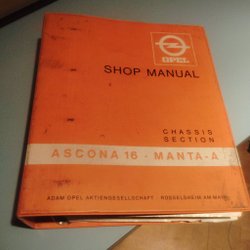 OPEL
SHOP MANUAL
CHASSIS
SECTION
ASCONA 16 - MANTA-A
ADAM OPEL AKTIENGESELLSCHAFT · RÜSSELSHEIM AM MAIN